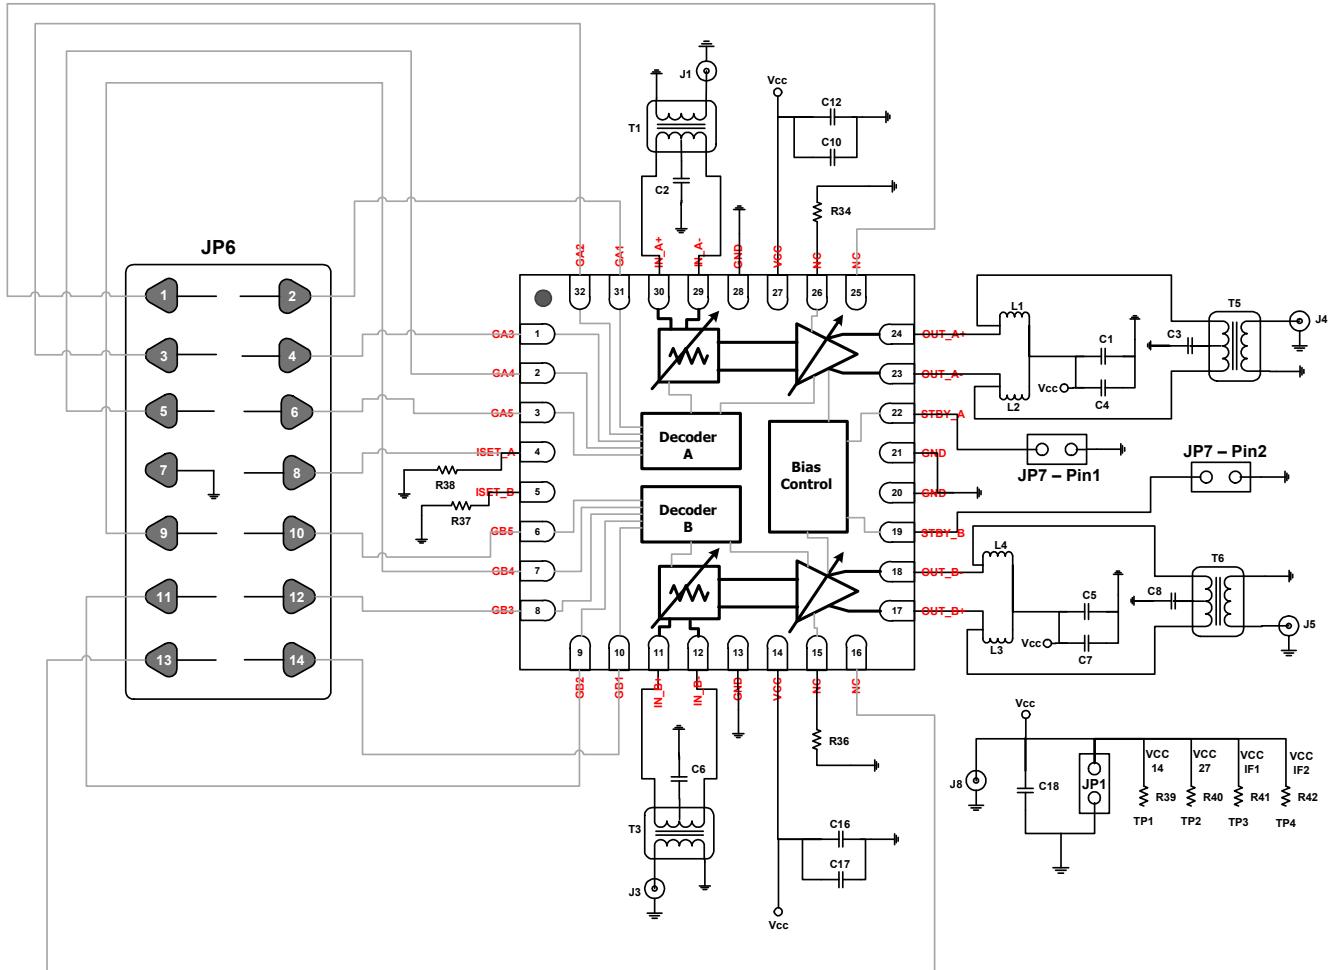 J1
T1
C2
Vcc
C12
C10
R34
JP6
1
2
3
4
5
6
7
8
9
10
11
12
13
14
GA2
GA1
IN_A+
IN_A-
GND
VCC
NC
NC
32
31
30
29
28
27
26
25
GA3
1
GA4
2
GA5
3
ISET_A
4
ISET_B
5
GB5
6
GB4
7
GB3
8
R38
R37
Decoder
A
Decoder
B
Bias
Control
24
OUT_A+
23
OUT_A-
22
STBY_A
21
GND
20
GND
19
STBY_B
18
OUT_B-
17
OUT_B+
9
10
11
12
13
14
15
16
GB2
GB1
IN_B+
IN_B-
GND
VCC
NC
NC
L1
L2
C1
Vcc
C4
C3
T5
J4
JP7 – Pin1
JP7 – Pin2
L4
L3
C5
Vcc
C7
C8
T6
J5
C6
T3
J3
R36
C16
C17
Vcc
Vcc
J8
C18
JP1
VCC
14
R39
TP1
VCC
27
R40
TP2
VCC
IF1
R41
TP3
VCC
IF2
R42
TP4